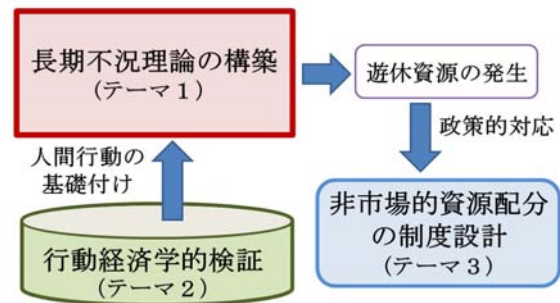 長期不況理論の構築
(テーマ1)
遊休資源の発生
人間行動の
基礎付け
政策的対応
行動経済学的検証
(テーマ2)
非市場的資源配分
の制度設計
(テーマ3)